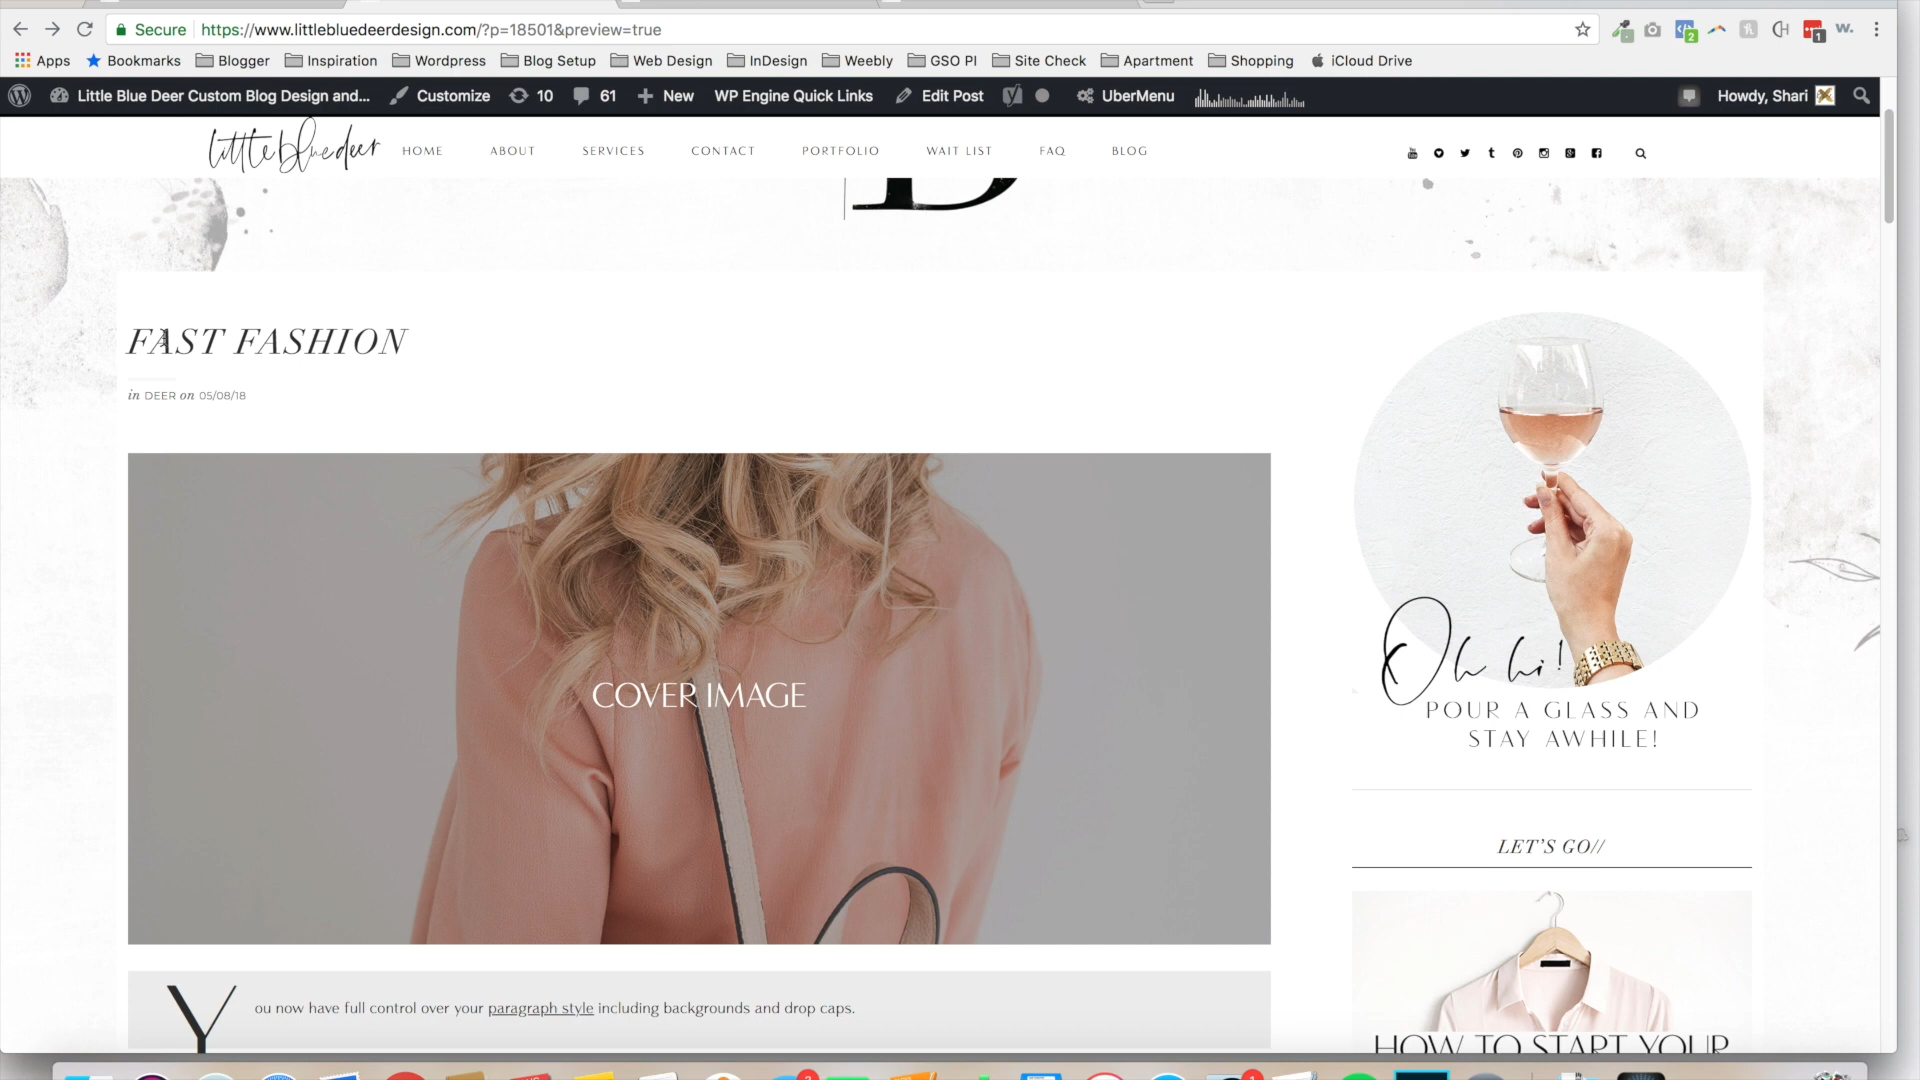 Secure https://www.littlebluedeerdesign.com/?p=18501&preview=true
2
1
w.
Apps Bookmarks Blogger Inspiration Wordpress Blog Setup Web Design InDesign Weebly GSO PI Site Check Apartment Shopping iCloud Drive
Little Blue Deer Custom Blog Design and... Customize 10 61 New WP Engine Quick Links Edit Post UberMenu Howdy, Shari
littlebluedeer HOME ABOUT SERVICES CONTACT PORTFOLIO WAIT LIST FAQ BLOG
FAST FASHION
in DEER on 05/08/18
COVER IMAGE
Oh hi!
POUR A GLASS AND
STAY AWHILE!
LET'S GO//
You now have full control over your paragraph style including backgrounds and drop caps.
HOW TO START YOUR